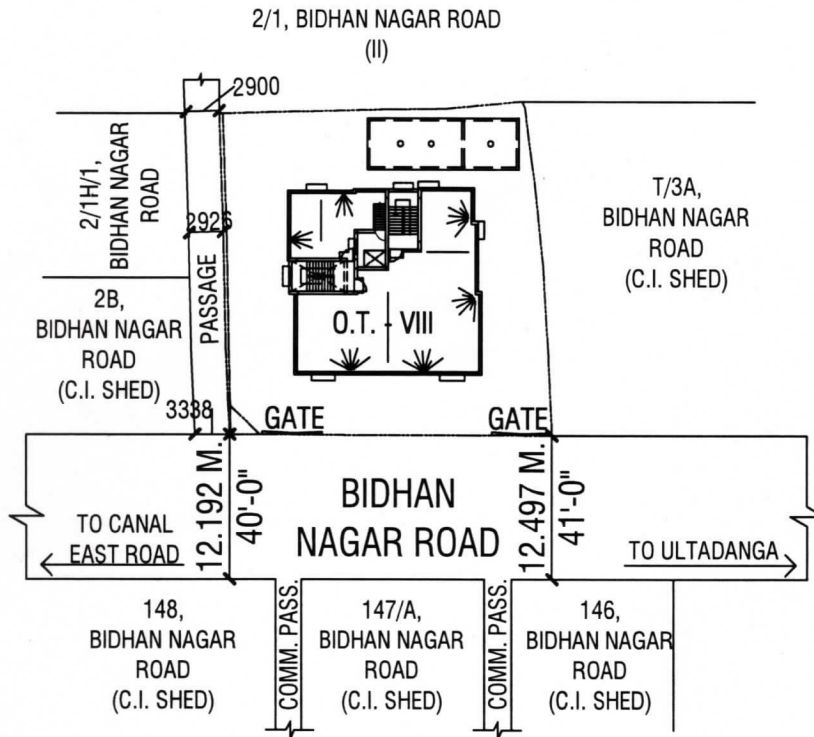 2/1, BIDHAN NAGAR ROAD
(II)
2900
2/1H/1,
BIDHAN NAGAR
ROAD
2926
PASSAGE
T/3A,
BIDHAN NAGAR
ROAD
(C.I. SHED)
2B,
BIDHAN NAGAR
ROAD
(C.I. SHED)
O.T. - VIII
3338
GATE
GATE
12.192 M.
40'-0"
BIDHAN
NAGAR ROAD
12.497 M.
41'-0"
TO CANAL
EAST ROAD
TO ULTADANGA
148,
BIDHAN NAGAR
ROAD
(C.I. SHED)
COMM. PASS.
147/A,
BIDHAN NAGAR
ROAD
(C.I. SHED)
COMM. PASS.
146,
BIDHAN NAGAR
ROAD
(C.I. SHED)